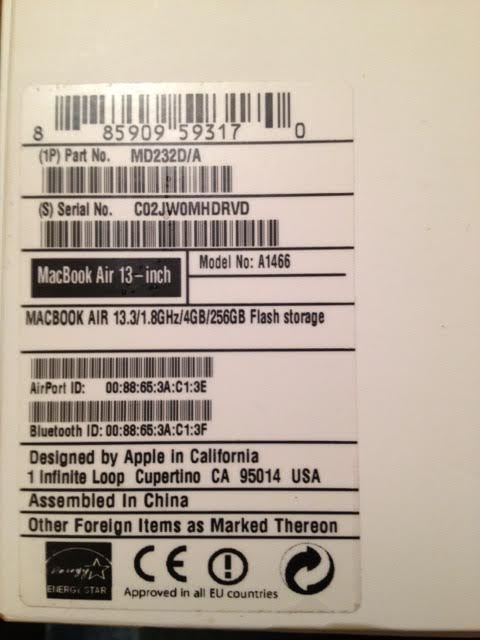 8 85909 59317 0
(1P) Part No. MD232D/A
(S) Serial No. C02JW0MHDRVD
MacBook Air 13-inch
Model No: A1466
MACBOOK AIR 13.3/1.8GHz/4GB/256GB Flash storage
AirPort ID: 00:88:65:3A:C1:3E
Bluetooth ID: 00:88:65:3A:C1:3F
Designed by Apple in California
1 Infinite Loop Cupertino CA 95014 USA
Assembled In China
Other Foreign Items as Marked Thereon
energy
ENERGY STAR
CE
Approved in all EU countries